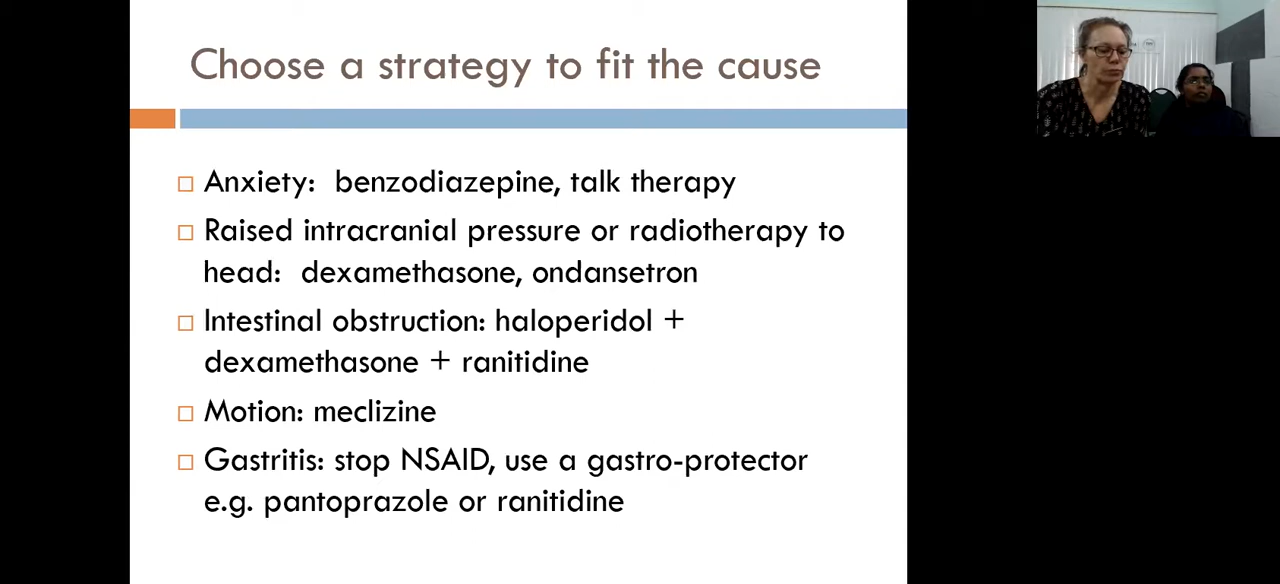 Choose a strategy to fit the cause
Anxiety: benzodiazepine, talk therapy
Raised intracranial pressure or radiotherapy to
head: dexamethasone, ondansetron
Intestinal obstruction: haloperidol +
dexamethasone + ranitidine
Motion: meclizine
Gastritis: stop NSAID, use a gastro-protector
e.g. pantoprazole or ranitidine